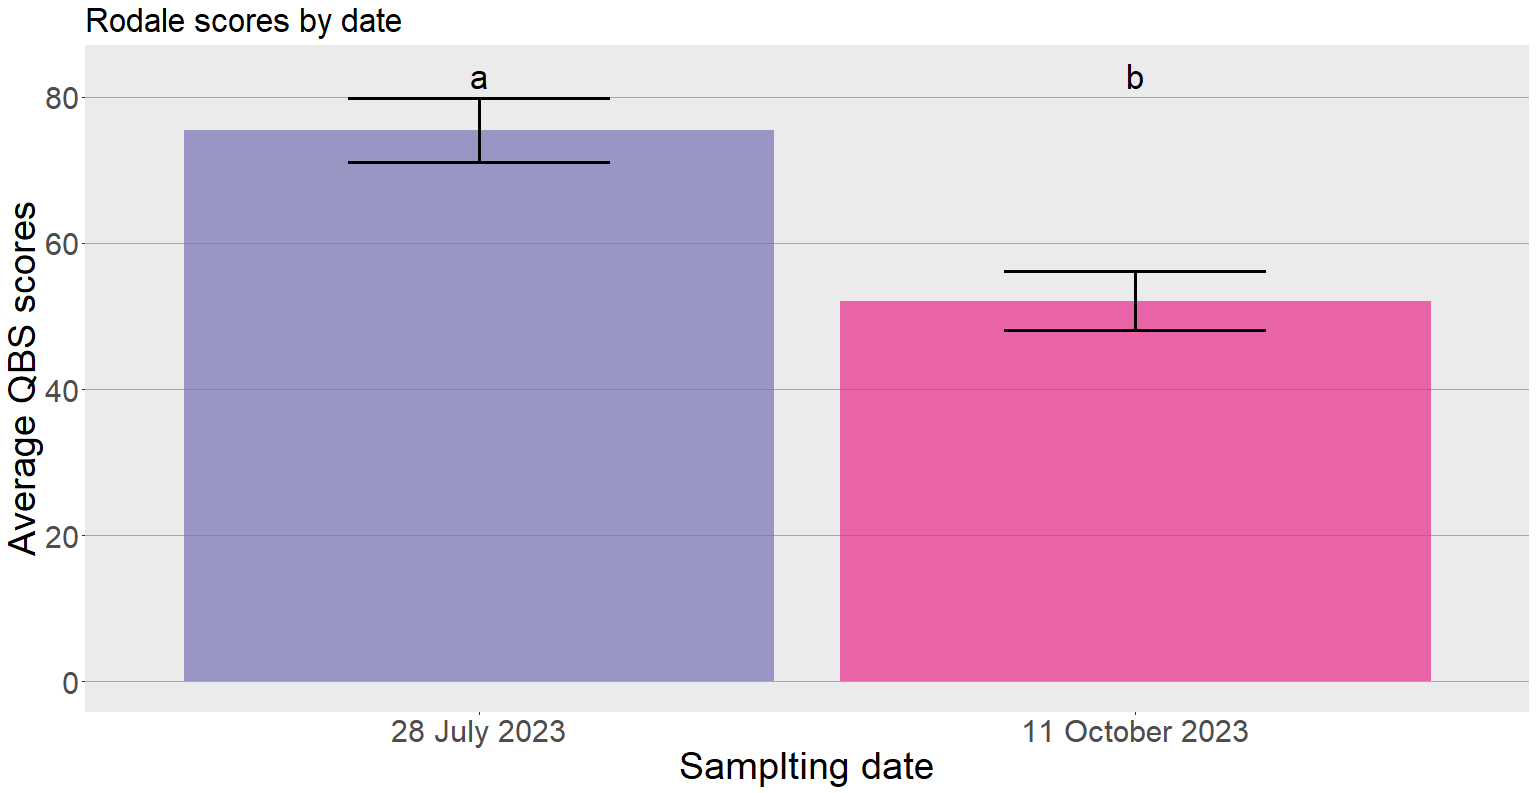 Rodale scores by date
a
b
80
60
40
20
0
Average QBS scores
28 July 2023
11 October 2023
Samplting date